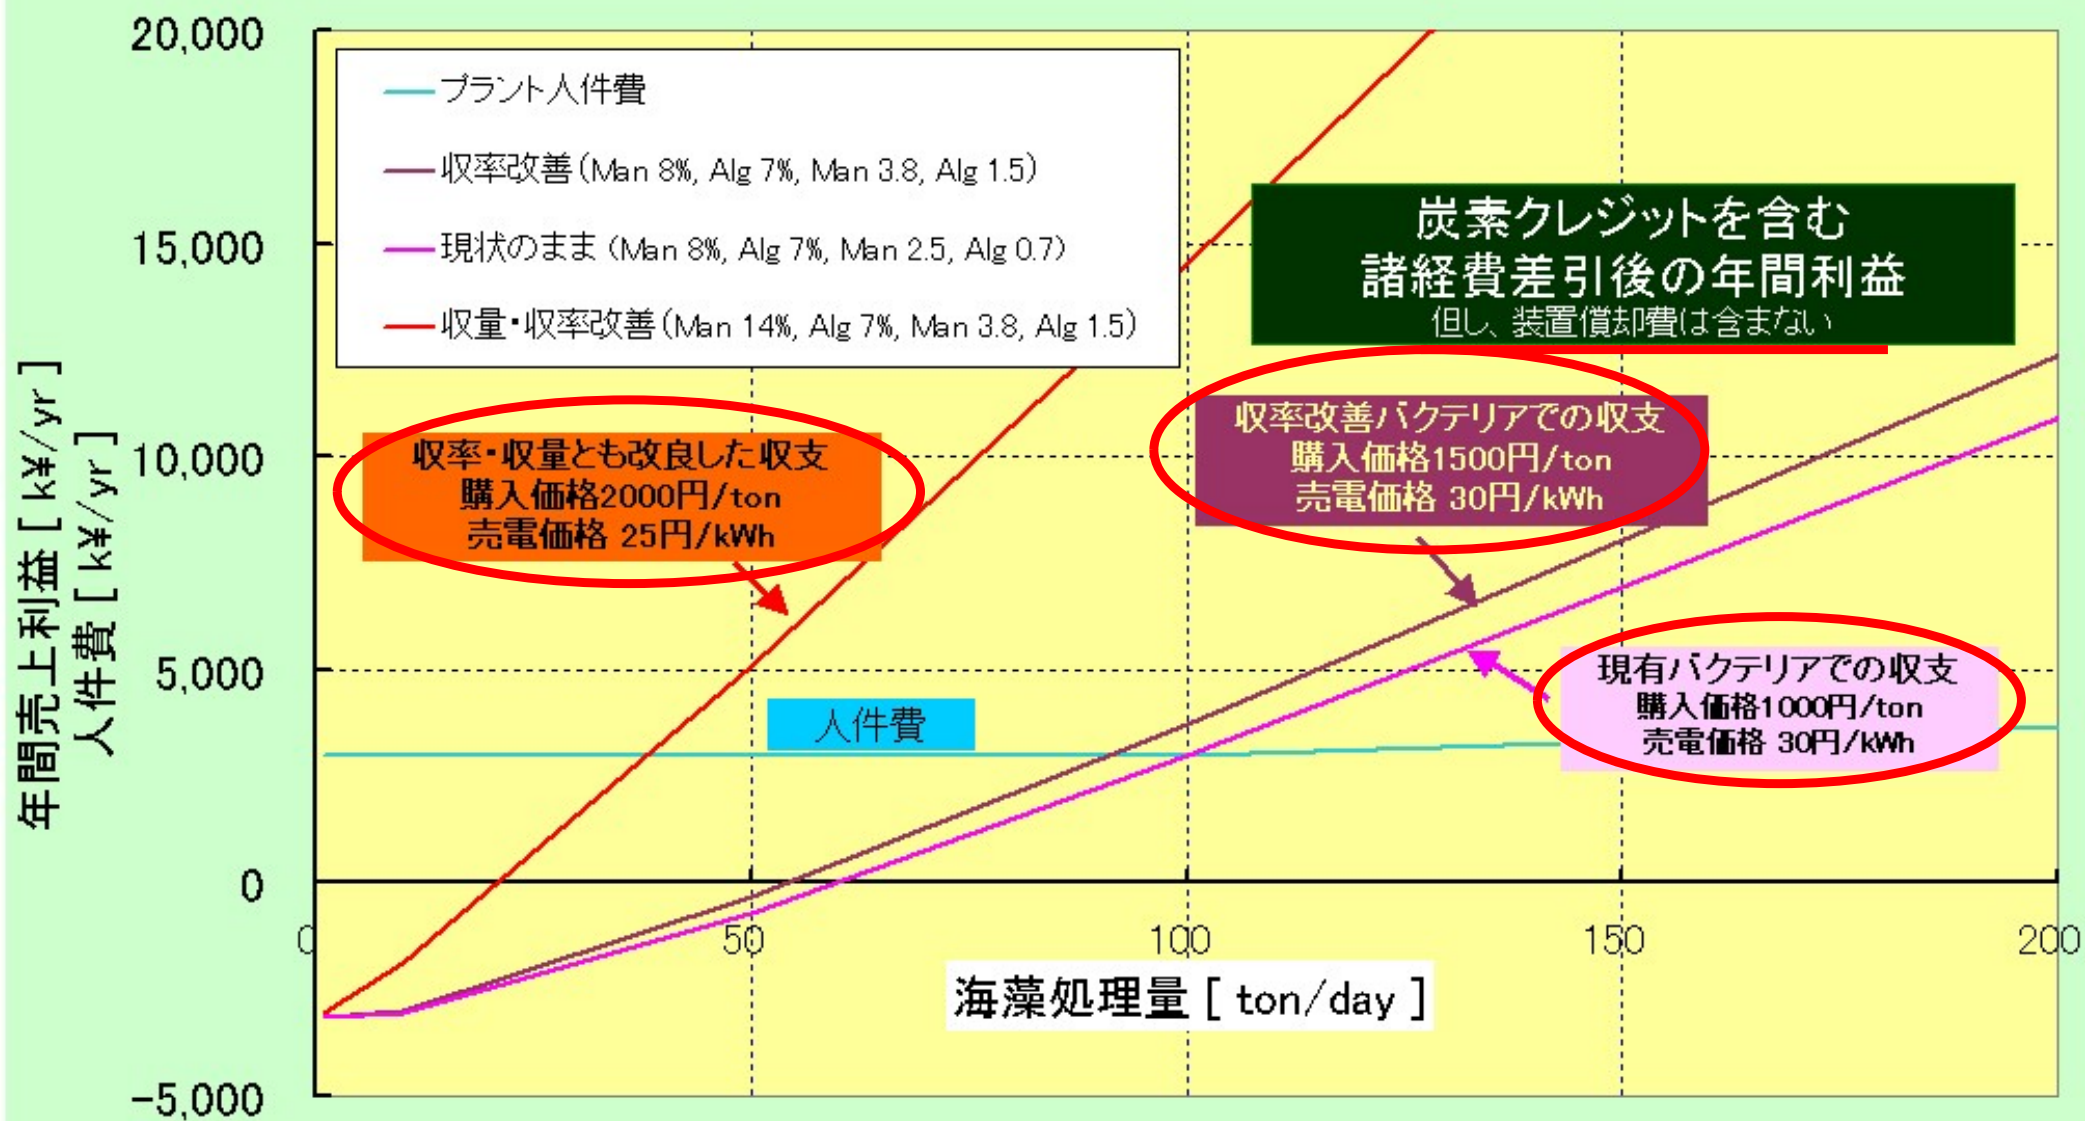 20,000
15,000
10,000
5,000
0
-5,000
年間売上利益 [ k¥/yr ]
人件費 [ k¥/yr ]
プラント人件費
収率改善 (Man 8%, Alg 7%, Man 3.8, Alg 1.5)
現状のまま (Man 8%, Alg 7%, Man 2.5, Alg 0.7)
収量・収率改善 (Man 14%, Alg 7%, Man 3.8, Alg 1.5)
炭素クレジットを含む
諸経費差引後の年間利益
但し、装置償却費は含まない
収率・収量とも改良した収支
購入価格2000円/ton
売電価格 25円/kWh
収率改善バクテリアでの収支
購入価格1500円/ton
売電価格 30円/kWh
現有バクテリアでの収支
購入価格1000円/ton
売電価格 30円/kWh
人件費
0
50
100
150
200
海藻処理量 [ ton/day ]